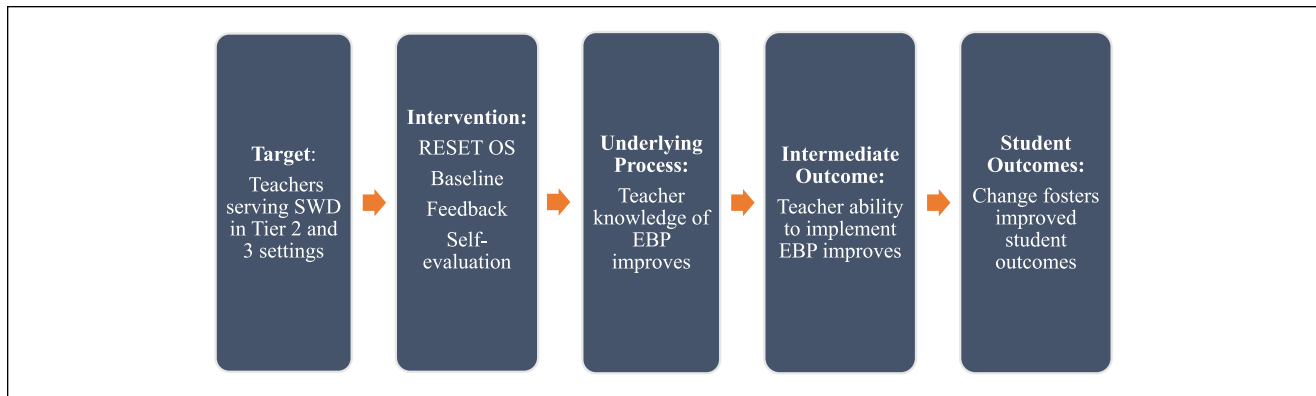 Target:
Teachers
serving SWD
in Tier 2 and
3 settings
Intervention:
RESET OS
Baseline
Feedback
Self-
evaluation
Underlying
Process:
Teacher
knowledge of
EBP
improves
Intermediate
Outcome:
Teacher ability
to implement
EBP improves
Student
Outcomes:
Change fosters
improved
student
outcomes